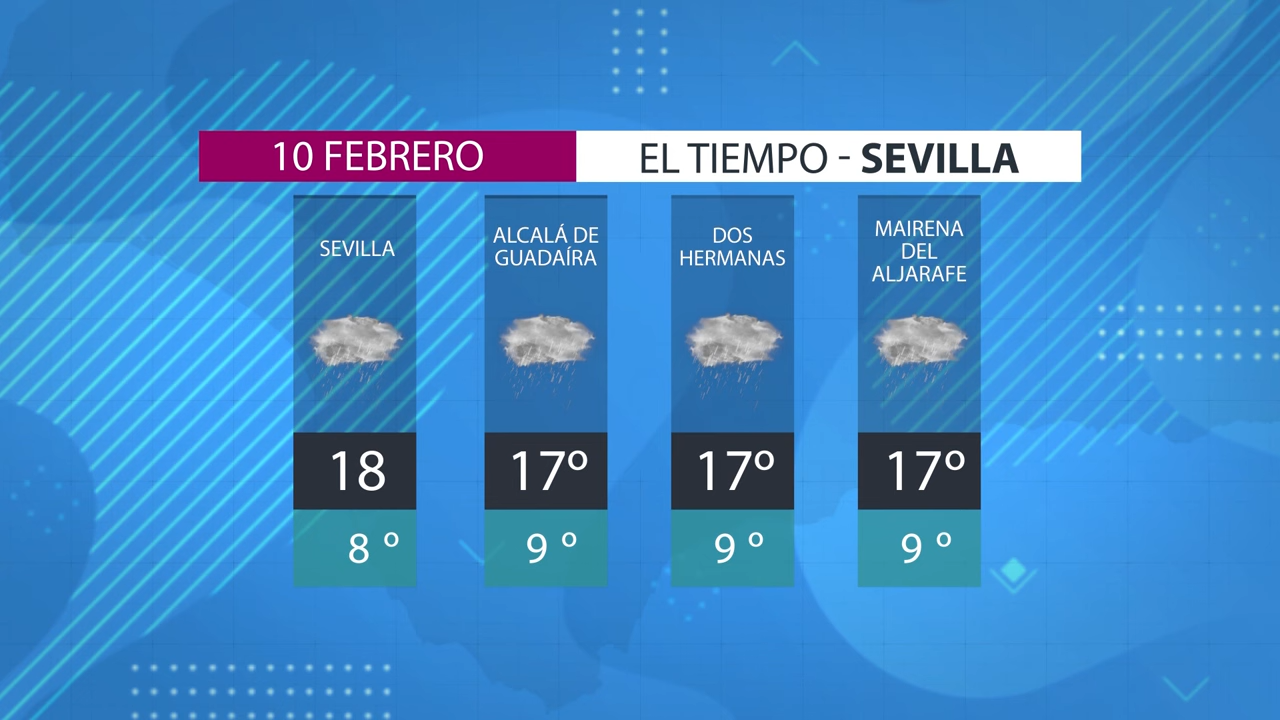 10 FEBRERO
EL TIEMPO - SEVILLA
SEVILLA
18
8 º
ALCALÁ DE
GUADAÍRA
17º
9 º
DOS
HERMANAS
17º
9 º
MAIRENA
DEL
ALJARAFE
17º
9 º